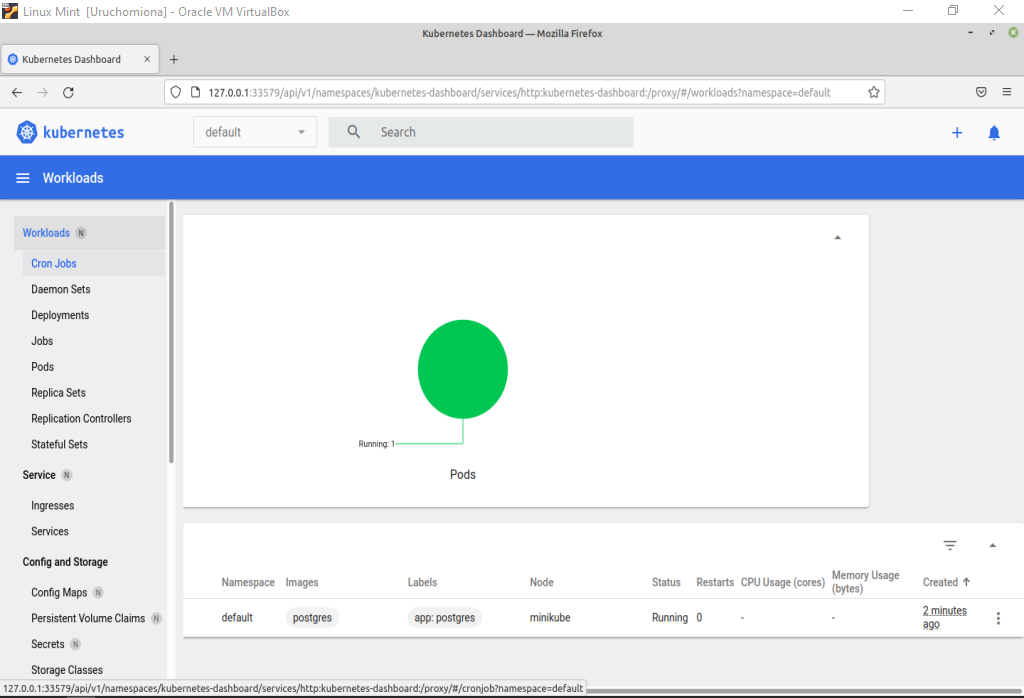 Linux Mint [Uruchomiona] - Oracle VM VirtualBox
Kubernetes Dashboard — Mozilla Firefox
Kubernetes Dashboard
127.0.0.1:33579/api/v1/namespaces/kubernetes-dashboard/services/http:kubernetes-dashboard:/proxy/#/workloads?namespace=default
kubernetes
default
Search
Workloads
Workloads N
Cron Jobs
Daemon Sets
Deployments
Jobs
Pods
Replica Sets
Replication Controllers
Stateful Sets
Service N
Ingresses
Services
Config and Storage
Config Maps N
Persistent Volume Claims N
Secrets N
Storage Classes
Running: 1
Pods
Namespace Images Labels Node Status Restarts CPU Usage (cores) Memory Usage (bytes) Created
default postgres app: postgres minikube Running 0 - - 2 minutes ago
127.0.0.1:33579/api/v1/namespaces/kubernetes-dashboard/services/http:kubernetes-dashboard:/proxy/#/cronjob?namespace=default